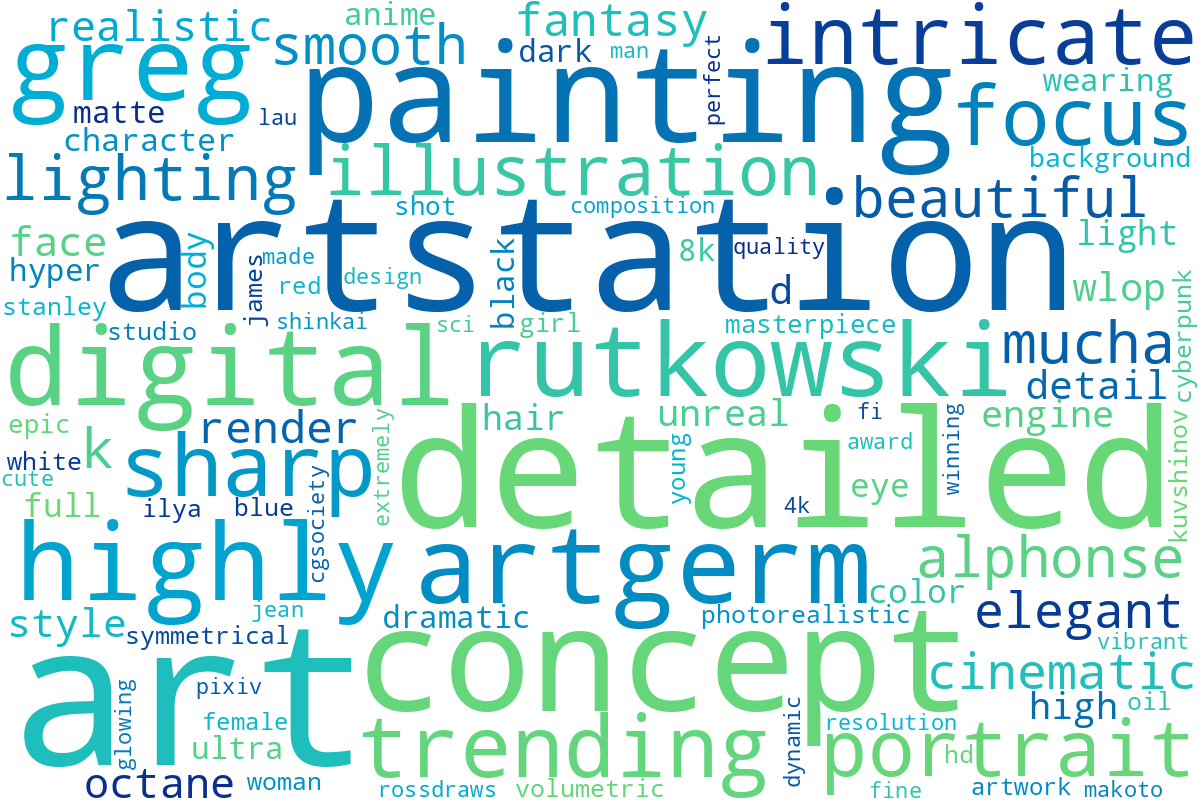 realistic
anime
fantasy
intricate
greg
smooth
dark
man
perfect
painting
wearing
focus
matte
lau
character
lighting
illustration
background
beautiful
shot
composition
artstation
face
body
james
made
black
8k
quality
light
hyper
red
design
d
wlop
stanley
studio
shinkai
sci
girl
masterpiece
mucha
cyberpunk
digital
rutkowski
detail
epic
render
hair
unreal
fi
engine
k
white
sharp
extremely
detailed
young
award
winning
kuvshinov
cute
full
ilya
blue
cgsociety
eye
4k
highly
artgerm
alphonse
color
style
jean
dramatic
photorealistic
elegant
symmetrical
vibrant
art
concept
cinematic
glowing
pixiv
female
trending
dynamic
resolution
high
oil
ultra
portrait
hd
octane
woman
rossdraws
volumetric
fine
artwork
makoto